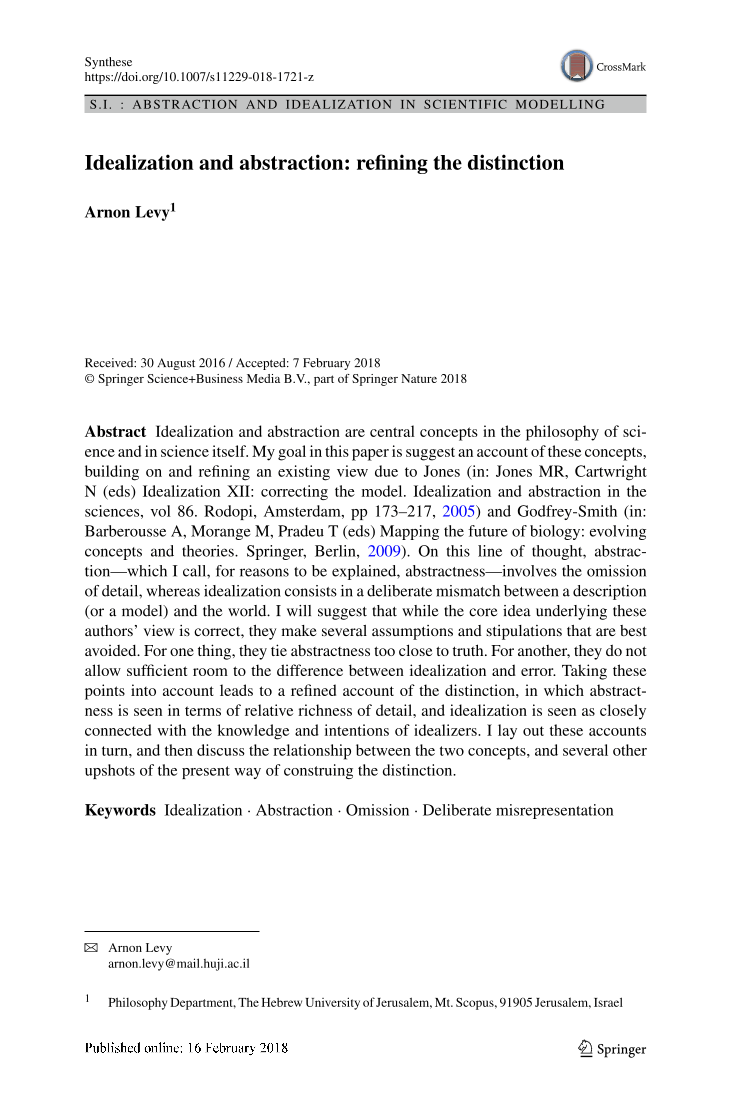 Synthese
https://doi.org/10.1007/s11229-018-1721-z
CrossMark
S.I. : ABSTRACTION AND IDEALIZATION IN SCIENTIFIC MODELLING
Idealization and abstraction: refining the distinction
Arnon Levy1
Received: 30 August 2016 / Accepted: 7 February 2018
© Springer Science+Business Media B.V., part of Springer Nature 2018
Abstract Idealization and abstraction are central concepts in the philosophy of sci-
ence and in science itself. My goal in this paper is suggest an account of these concepts,
building on and refining an existing view due to Jones (in: Jones MR, Cartwright
N (eds) Idealization XII: correcting the model. Idealization and abstraction in the
sciences, vol 86. Rodopi, Amsterdam, pp 173–217, 2005) and Godfrey-Smith (in:
Barberousse A, Morange M, Pradeu T (eds) Mapping the future of biology: evolving
concepts and theories. Springer, Berlin, 2009). On this line of thought, abstrac-
tion—which I call, for reasons to be explained, abstractness—involves the omission
of detail, whereas idealization consists in a deliberate mismatch between a description
(or a model) and the world. I will suggest that while the core idea underlying these
authors’ view is correct, they make several assumptions and stipulations that are best
avoided. For one thing, they tie abstractness too close to truth. For another, they do not
allow sufficient room to the difference between idealization and error. Taking these
points into account leads to a refined account of the distinction, in which abstract-
ness is seen in terms of relative richness of detail, and idealization is seen as closely
connected with the knowledge and intentions of idealizers. I lay out these accounts
in turn, and then discuss the relationship between the two concepts, and several other
upshots of the present way of construing the distinction.
Keywords Idealization · Abstraction · Omission · Deliberate misrepresentation
Arnon Levy
arnon.levy@mail.huji.ac.il
1 Philosophy Department, The Hebrew University of Jerusalem, Mt. Scopus, 91905 Jerusalem, Israel
Published online: 16 February 2018
Springer